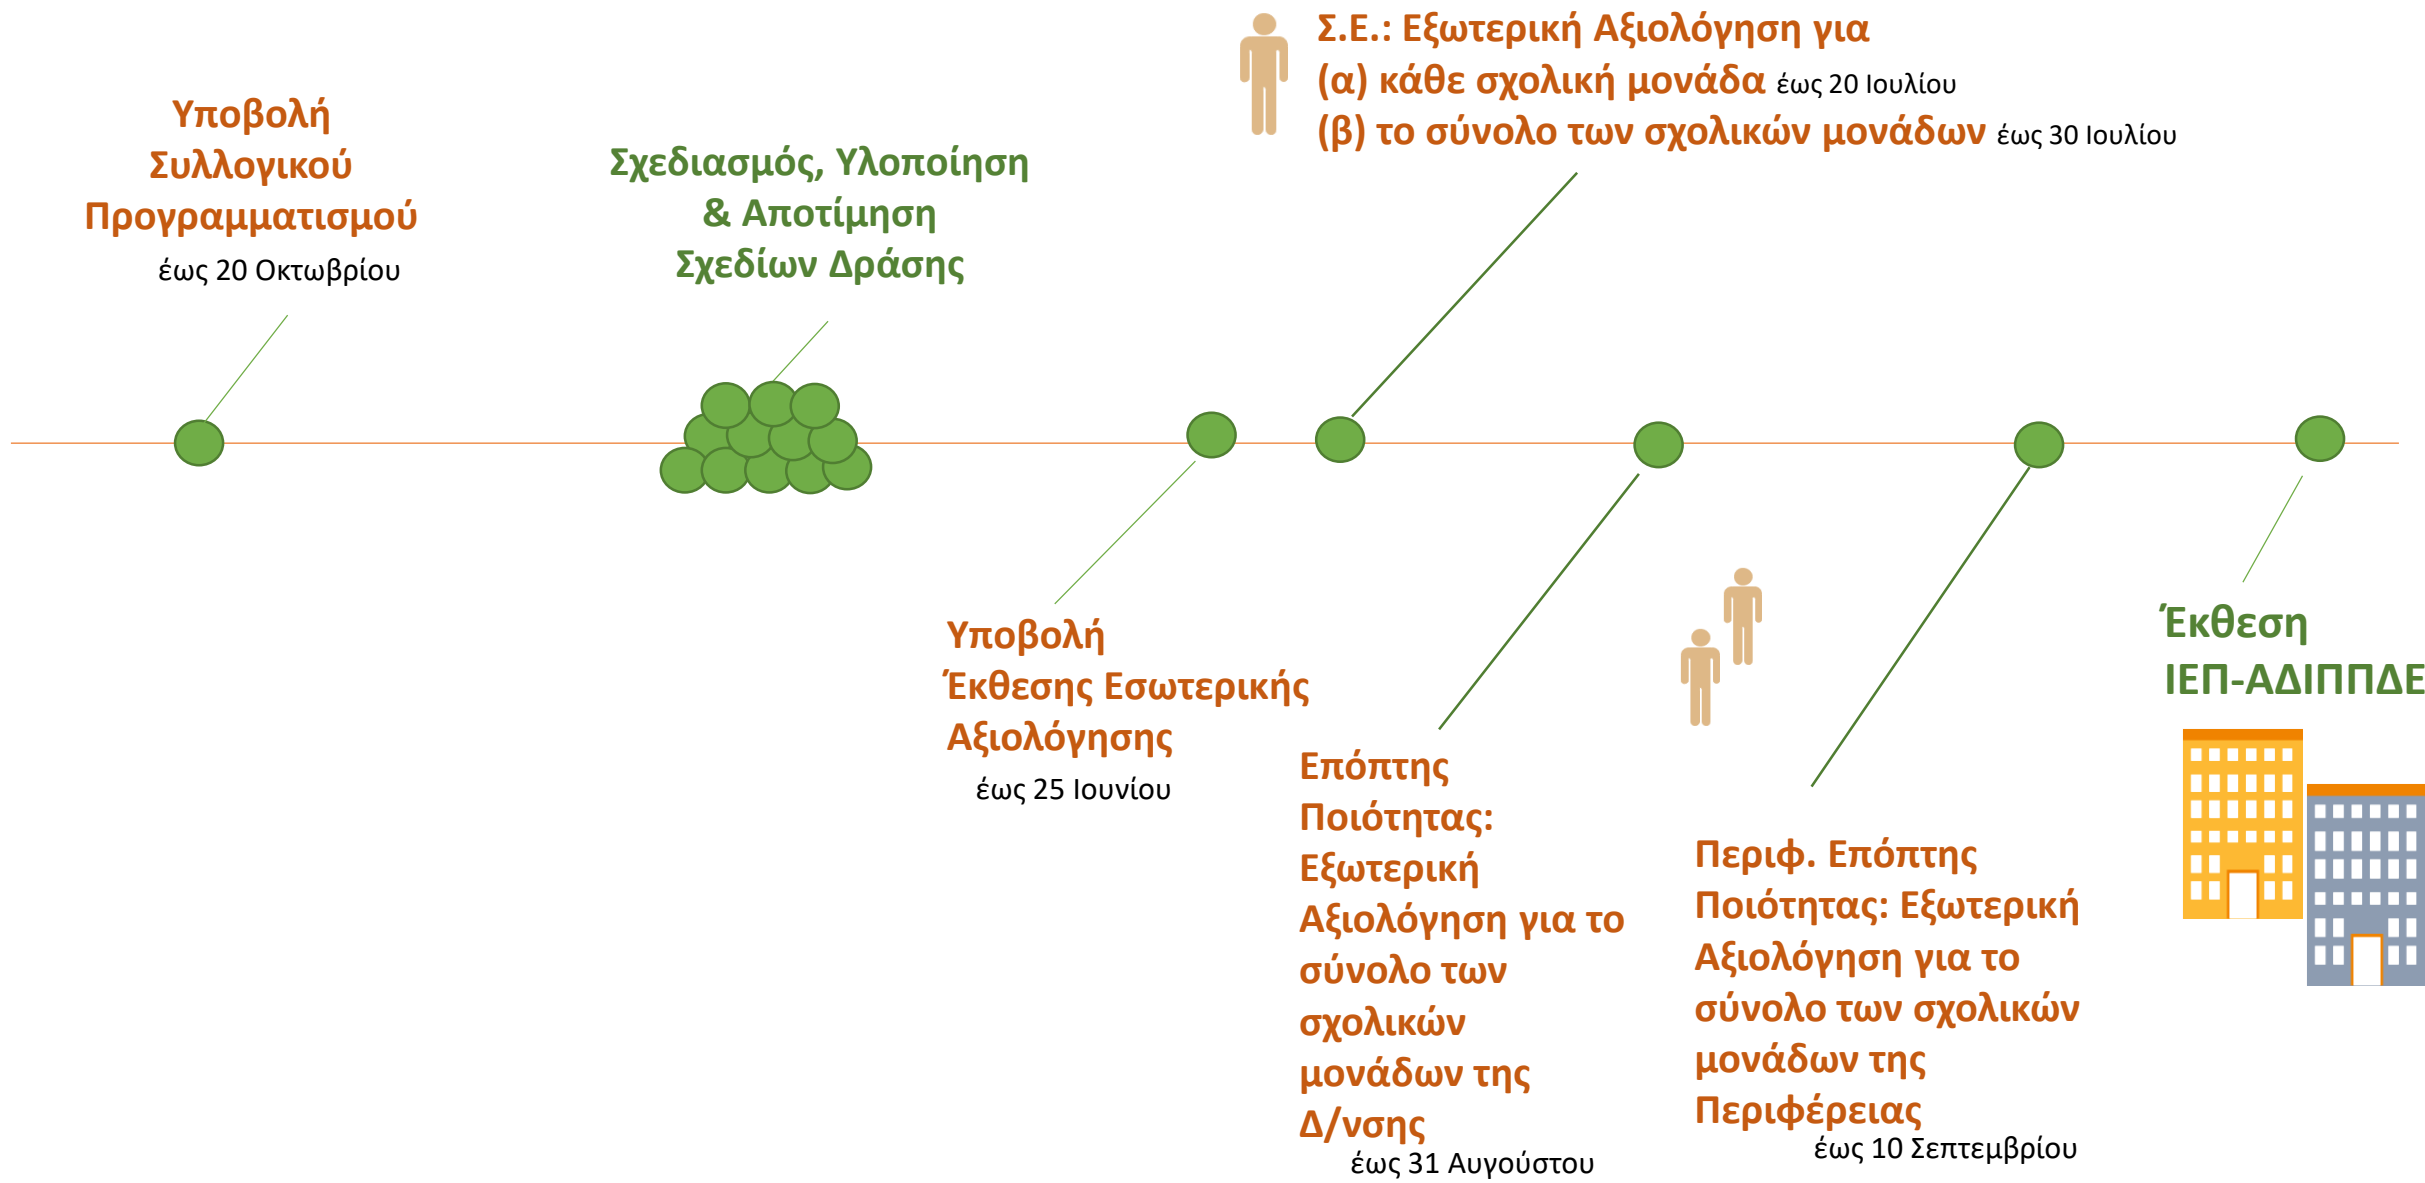 Υποβολή
Συλλογικού
Προγραμματισμού
έως 20 Οκτωβρίου
Σχεδιασμός, Υλοποίηση
& Αποτίμηση
Σχεδίων Δράσης
Σ.Ε.: Εξωτερική Αξιολόγηση για
(α) κάθε σχολική μονάδα έως 20 Ιουλίου
(β) το σύνολο των σχολικών μονάδων έως 30 Ιουλίου
Υποβολή
Έκθεσης Εσωτερικής
Αξιολόγησης
έως 25 Ιουνίου
Επόπτης
Ποιότητας:
Εξωτερική
Αξιολόγηση για το
σύνολο των
σχολικών
μονάδων της
Δ/νσης
έως 31 Αυγούστου
Περιφ. Επόπτης
Ποιότητας: Εξωτερική
Αξιολόγηση για το
σύνολο των σχολικών
μονάδων της
Περιφέρειας
έως 10 Σεπτεμβρίου
Έκθεση
ΙΕΠ-ΑΔΙΠΠΔΕ